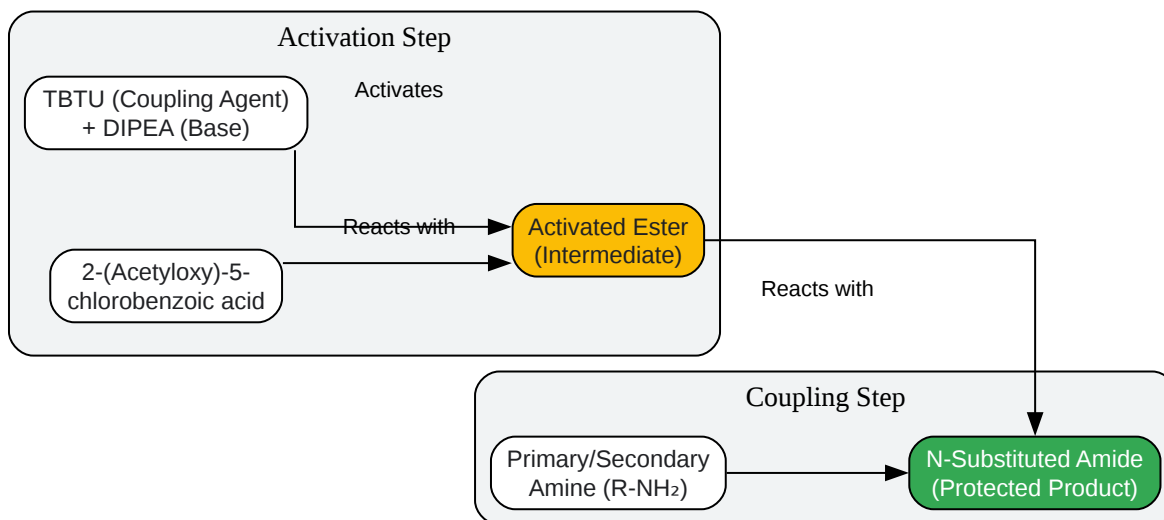 Activation Step
TBTU (Coupling Agent)
+ DIPEA (Base)
Activates
Reacts with
Activated Ester
(Intermediate)
2-(Acetyloxy)-5-
chlorobenzoic acid
Reacts with
Coupling Step
Primary/Secondary
Amine (R-NH₂)
N-Substituted Amide
(Protected Product)